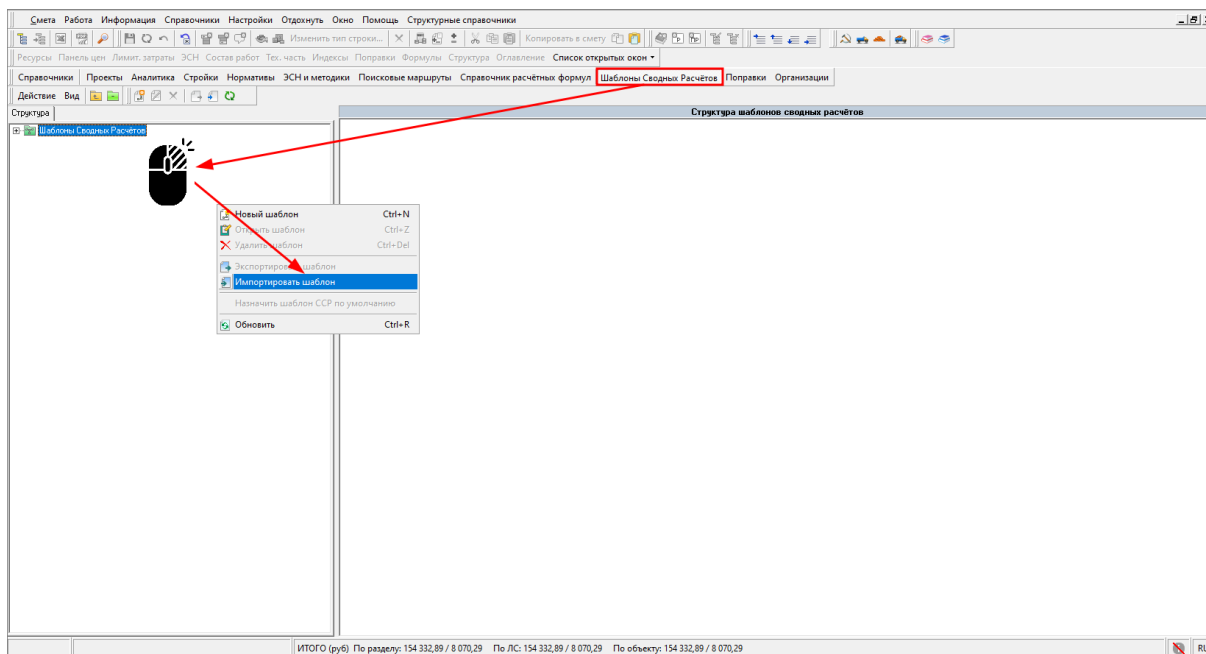 Смета Работа Информация Справочники Настройки Отдохнуть Окно Помощь Структурные справочники
Изменить тип строки... Копировать в смету
Ресурсы Панель цен Лимит. затраты ЭСН Состав работ Тех. часть Индексы Поправки Формулы Структура Оглавление Список открытых окон
Справочники Проекты Аналитика Стройки Нормативы ЭСН и методики Поисковые маршруты Справочник расчётных формул Шаблоны Сводных Расчётов Поправки Организации
Действие Вид
Структура Структура шаблонов сводных расчётов
Шаблоны Сводных Расчётов
Новый шаблон Ctrl+N
Открыть шаблон Ctrl+Z
Удалить шаблон Ctrl+Del
Экспортировать шаблон
Импортировать шаблон
Назначить шаблон ССР по умолчанию
Обновить Ctrl+R
ИТОГО (руб) По разделу: 154 332,89 / 8 070,29 По ЛС: 154 332,89 / 8 070,29 По объекту: 154 332,89 / 8 070,29
RU